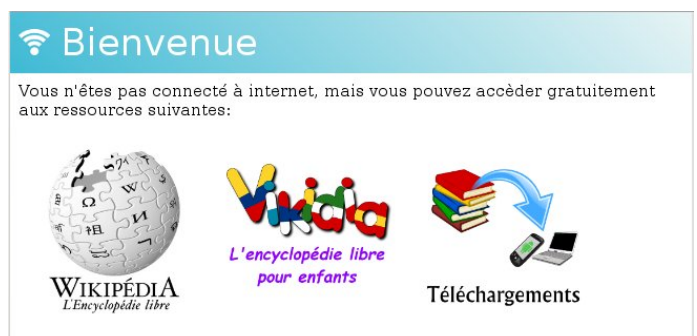 Bienvenue
Vous n'êtes pas connecté à internet, mais vous pouvez accèder gratuitement
aux ressources suivantes:
Ω W
И
祖
WIKIPÉDIA
L'Encyclopédie libre
Vikidia
L'encyclopédie libre
pour enfants
Téléchargements